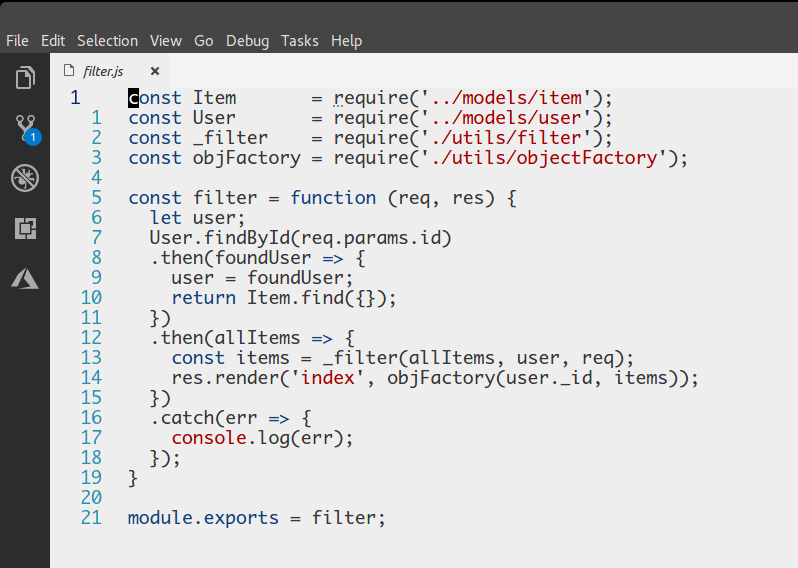 File Edit Selection View Go Debug Tasks Help
filter.js ×
1
1 const Item       = require('../models/item');
1 const User       = require('../models/user');
2 const _filter    = require('./utils/filter');
3 const objFactory = require('./utils/objectFactory');
4
5 const filter = function (req, res) {
6   let user;
7   User.findById(req.params.id)
8   .then(foundUser => {
9     user = foundUser;
10     return Item.find({});
11   })
12   .then(allItems => {
13     const items = _filter(allItems, user, req);
14     res.render('index', objFactory(user._id, items));
15   })
16   .catch(err => {
17     console.log(err);
18   });
19 }
20
21 module.exports = filter;